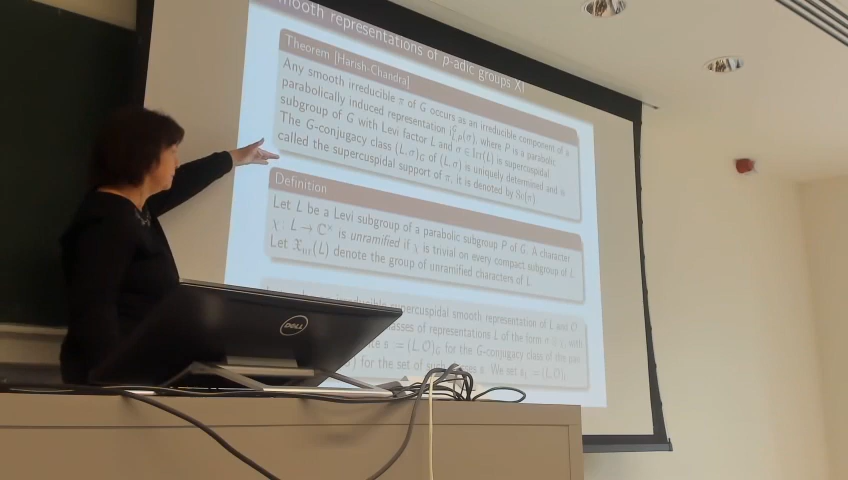 smooth representations of p-adic groups XI
Theorem [Harish-Chandra]
Any smooth irreducible π of G occurs as an irreducible component of a
parabolically induced representation where P is a parabolic
subgroup of G with Levi factor L and σ ∈ Irr(L) is supercuspidal
The G-conjugacy class (L, σ)_G of (L, σ) is uniquely determined and is
called the supercuspidal support of π, it is denoted by Sc(π)
Definition
Let L be a Levi subgroup of a parabolic subgroup P of G. A character
χ: L → ℂ^× is unramified if χ is trivial on every compact subgroup of L
Let 𝔛_nr(L) denote the group of unramified characters of L.
supercuspidal smooth representation of L and O
classes of representations L of the form with
s := (L, O)_G for the G-conjugacy class of the pair
for the set of such s. We set
DELL